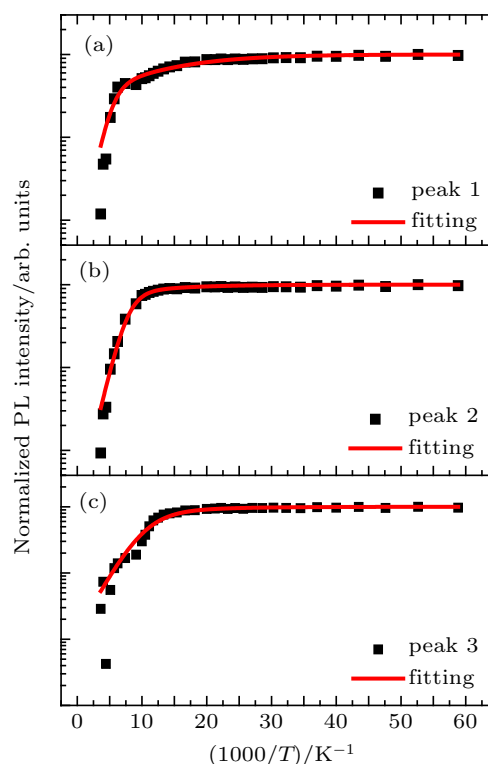 Normalized PL intensity/arb. units
(a)
peak 1
fitting
(b)
peak 2
fitting
(c)
peak 3
fitting
0 10 20 30 40 50 60
(1000/T)/K⁻¹